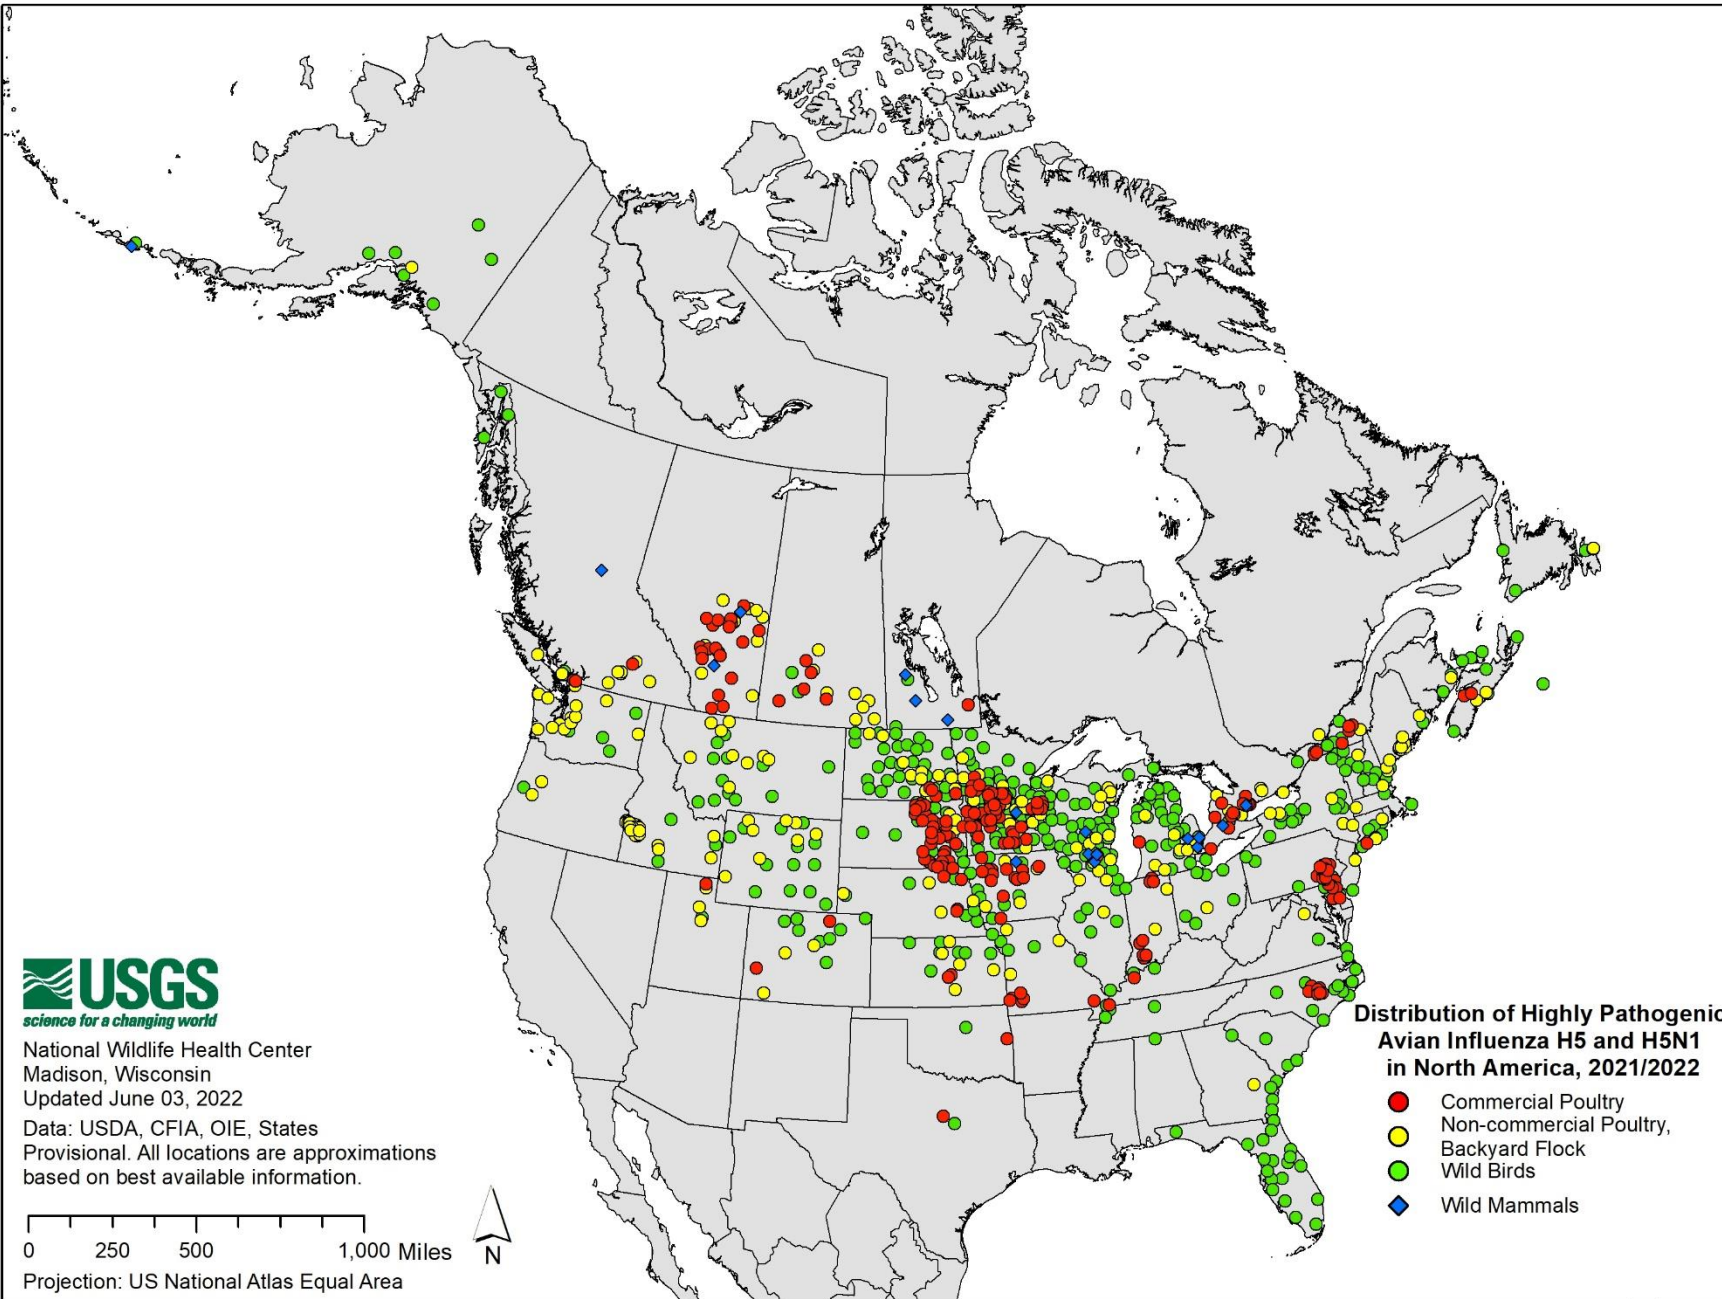 USGS
science for a changing world
National Wildlife Health Center
Madison, Wisconsin
Updated June 03, 2022
Data: USDA, CFIA, OIE, States
Provisional. All locations are approximations
based on best available information.
0 250 500 1,000 Miles
Projection: US National Atlas Equal Area
N
Distribution of Highly Pathogenic
Avian Influenza H5 and H5N1
in North America, 2021/2022
Commercial Poultry
Non-commercial Poultry,
Backyard Flock
Wild Birds
Wild Mammals